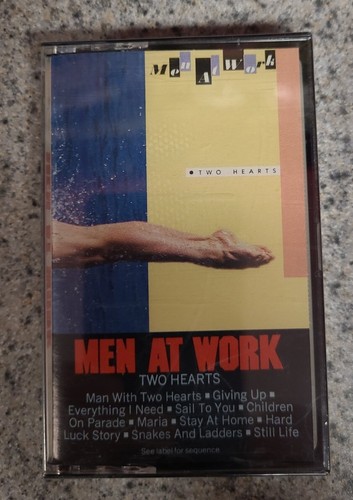 Men At Work
• TWO HEARTS
MEN AT WORK
TWO HEARTS
Man With Two Hearts ■ Giving Up ■
Everything I Need ■ Sail To You ■ Children
On Parade ■ Maria ■ Stay At Home ■ Hard
Luck Story ■ Snakes And Ladders ■ Still Life
See label for sequence